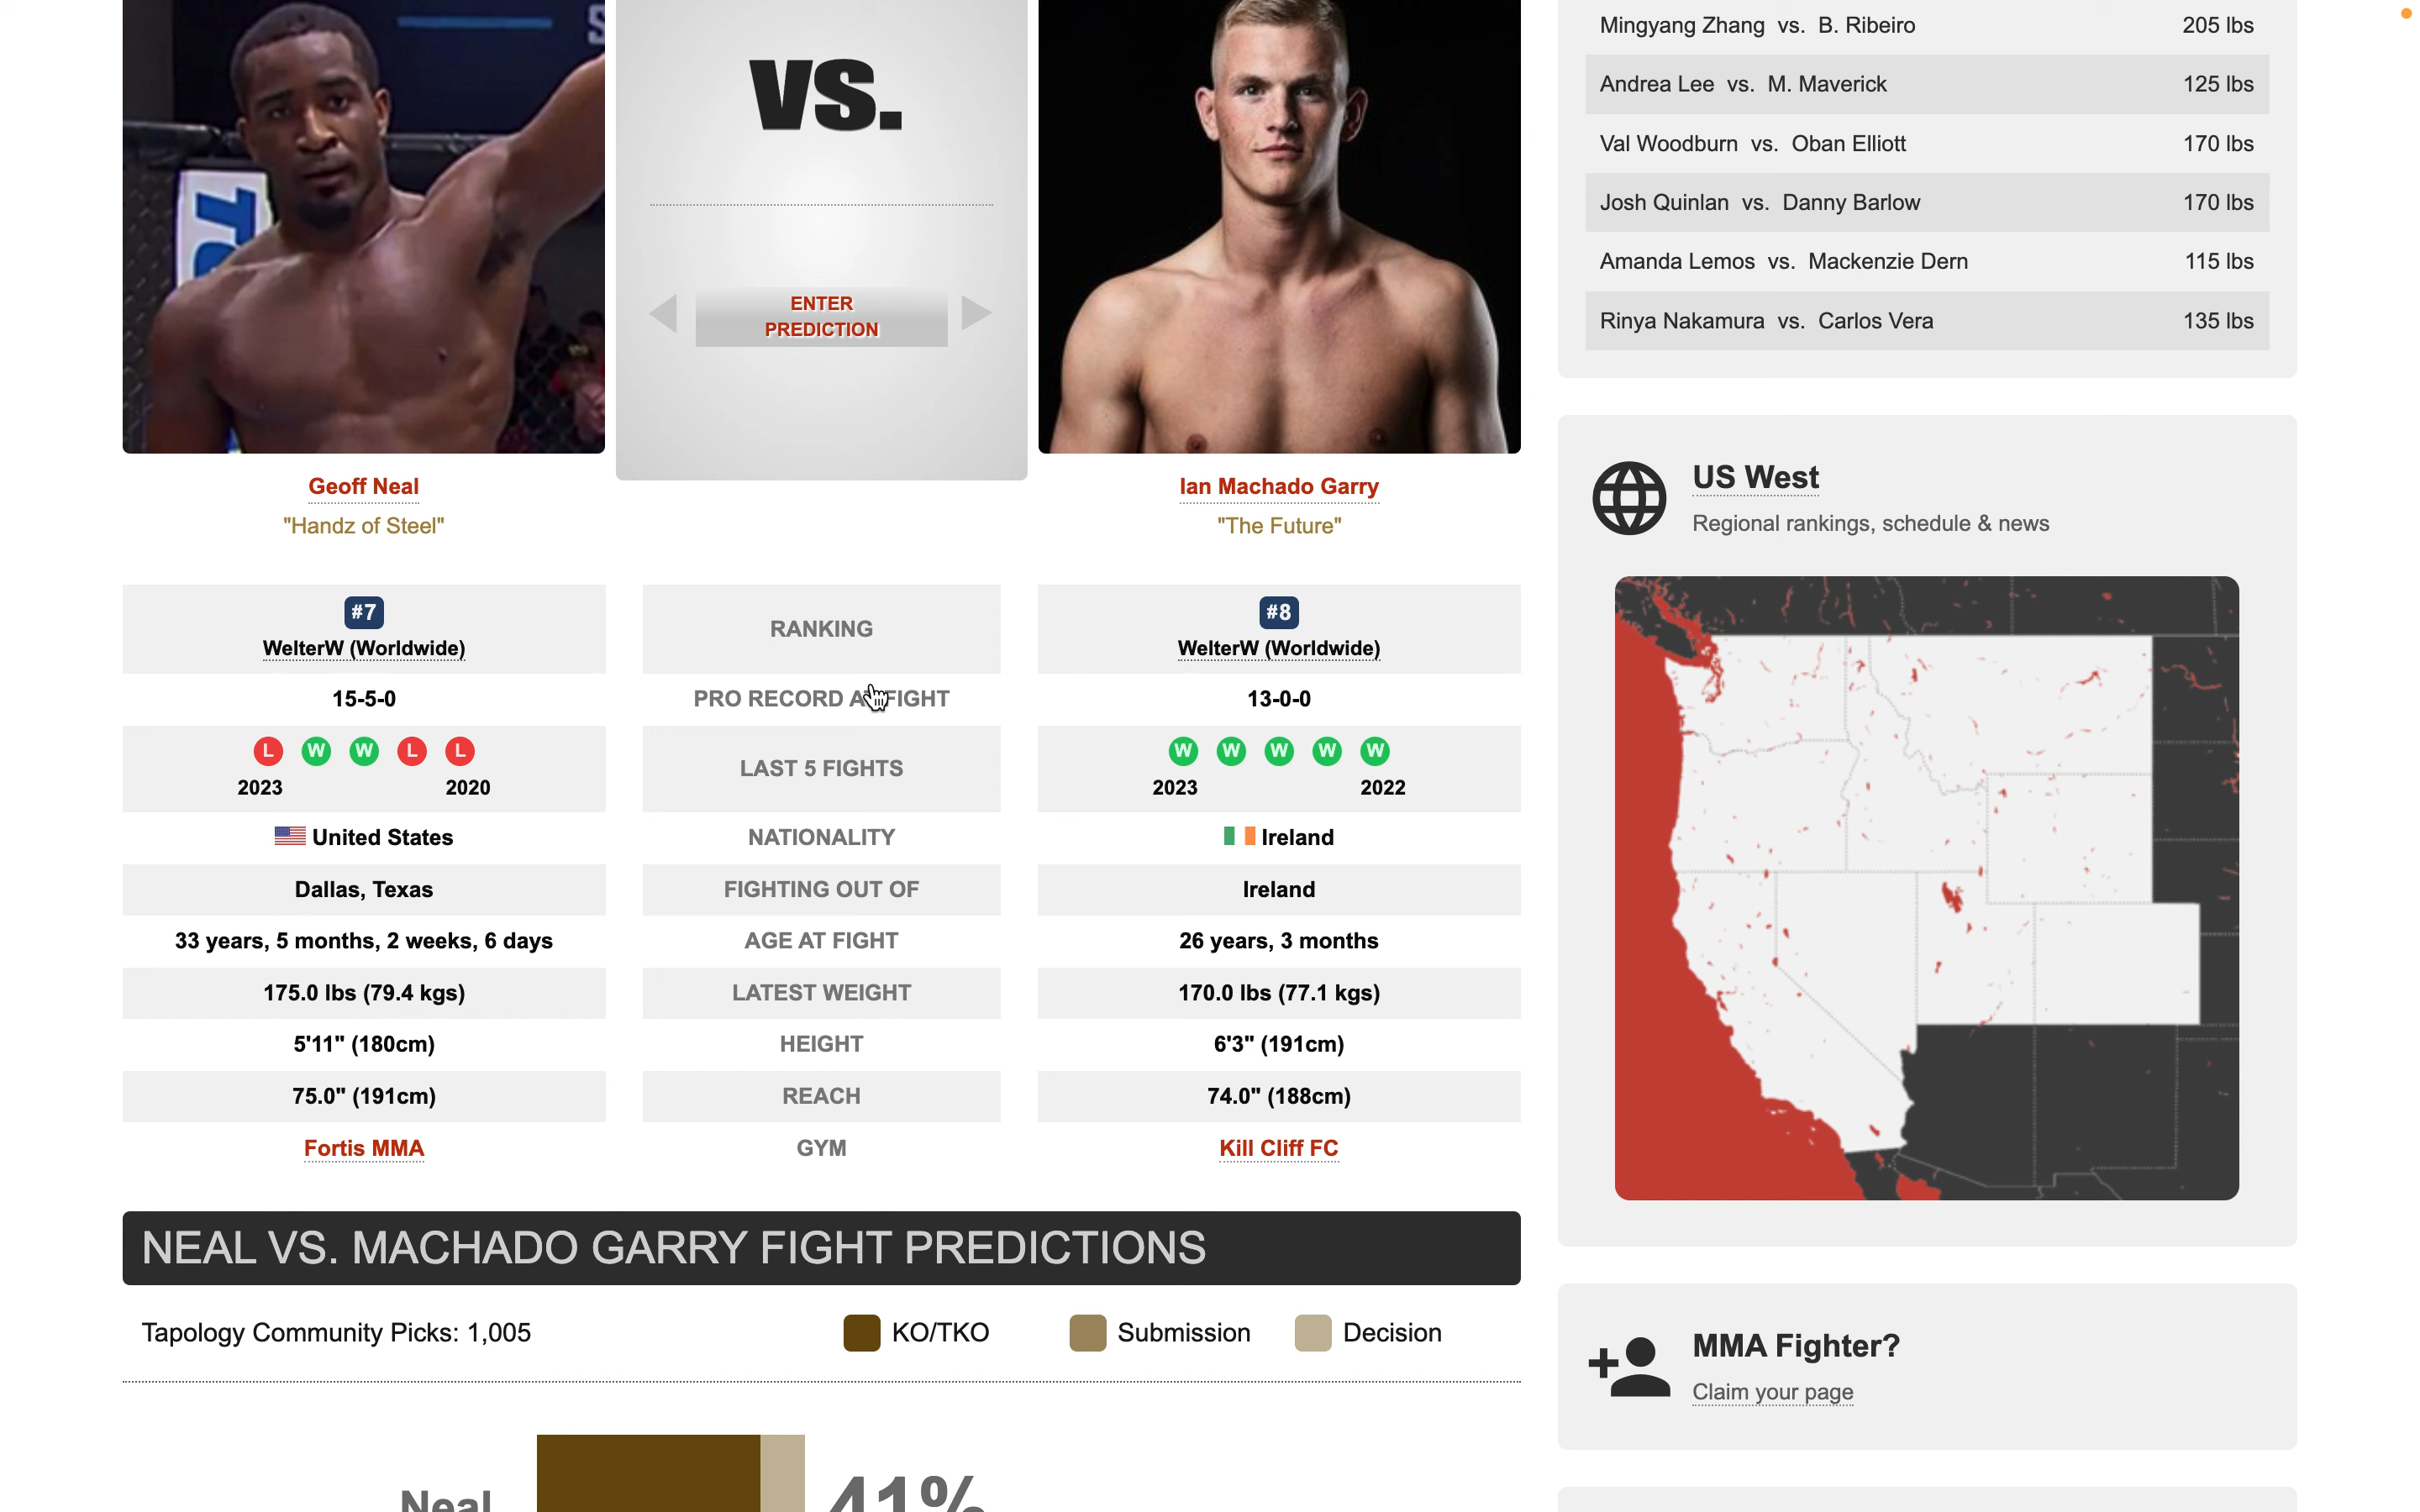 VS.
ENTER
PREDICTION
Geoff Neal
"Handz of Steel"
Ian Machado Garry
"The Future"
#7
WelterW (Worldwide)
RANKING
#8
WelterW (Worldwide)
15-5-0
PRO RECORD AT FIGHT
13-0-0
L W W L L
2023 2020
LAST 5 FIGHTS
W W W W W
2023 2022
United States
NATIONALITY
Ireland
Dallas, Texas
FIGHTING OUT OF
Ireland
33 years, 5 months, 2 weeks, 6 days
AGE AT FIGHT
26 years, 3 months
175.0 lbs (79.4 kgs)
LATEST WEIGHT
170.0 lbs (77.1 kgs)
5'11" (180cm)
HEIGHT
6'3" (191cm)
75.0" (191cm)
REACH
74.0" (188cm)
Fortis MMA
GYM
Kill Cliff FC
NEAL VS. MACHADO GARRY FIGHT PREDICTIONS
Tapology Community Picks: 1,005
KO/TKO
Submission
Decision
Neal
41%
Mingyang Zhang vs. B. Ribeiro 205 lbs
Andrea Lee vs. M. Maverick 125 lbs
Val Woodburn vs. Oban Elliott 170 lbs
Josh Quinlan vs. Danny Barlow 170 lbs
Amanda Lemos vs. Mackenzie Dern 115 lbs
Rinya Nakamura vs. Carlos Vera 135 lbs
US West
Regional rankings, schedule & news
MMA Fighter?
Claim your page